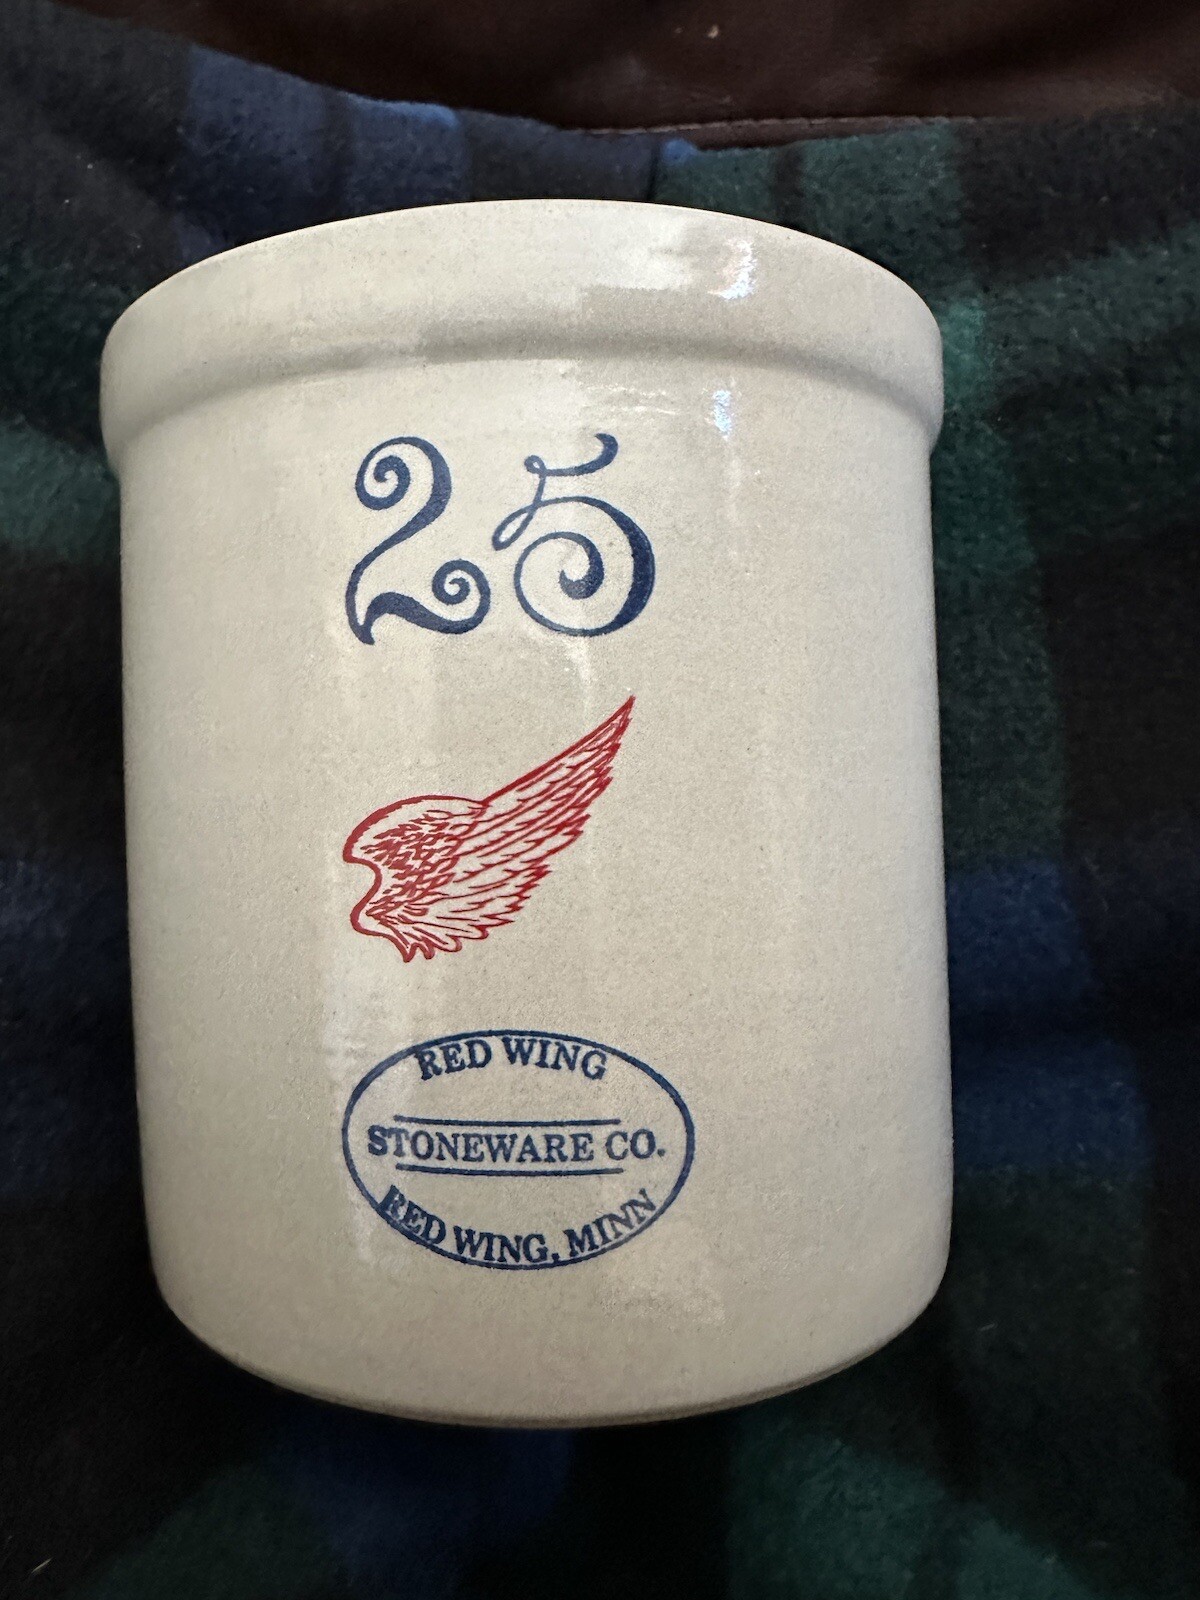 25
RED WING
STONEWARE CO.
RED WING, MINN